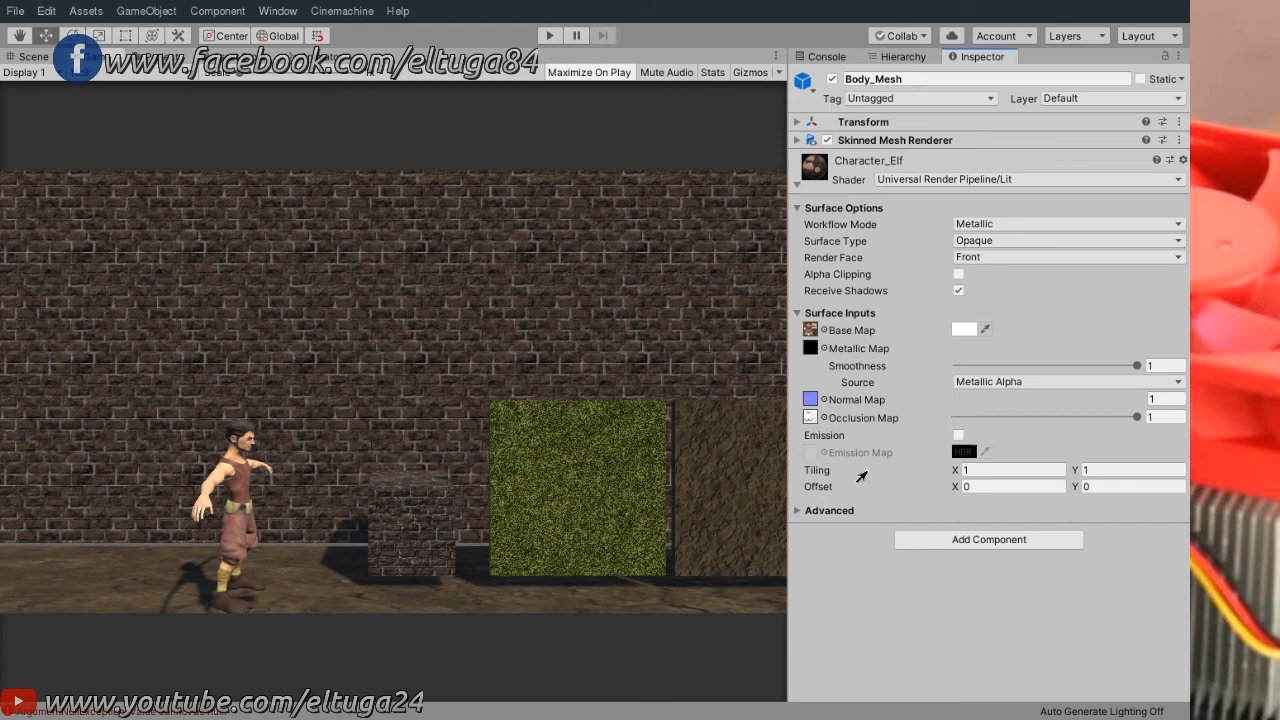 File Edit Assets GameObject Component Window Cinemachine Help
Center Global Collab Account Layers Layout
Scene
www.facebook.com/eltuga84
Display 1 Maximize On Play Mute Audio Stats Gizmos
Console Hierarchy Inspector
Body_Mesh Static
Tag Untagged Layer Default
Transform
Skinned Mesh Renderer
Character_Elf
Shader Universal Render Pipeline/Lit
Surface Options
Workflow Mode Metallic
Surface Type Opaque
Render Face Front
Alpha Clipping
Receive Shadows
Surface Inputs
Base Map
Metallic Map
Smoothness 1
Source Metallic Alpha
Normal Map 1
Occlusion Map 1
Emission
Emission Map HDR
Tiling X 1 Y 1
Offset X 0 Y 0
Advanced
Add Component
www.youtube.com/eltuga24
Auto Generate Lighting Off